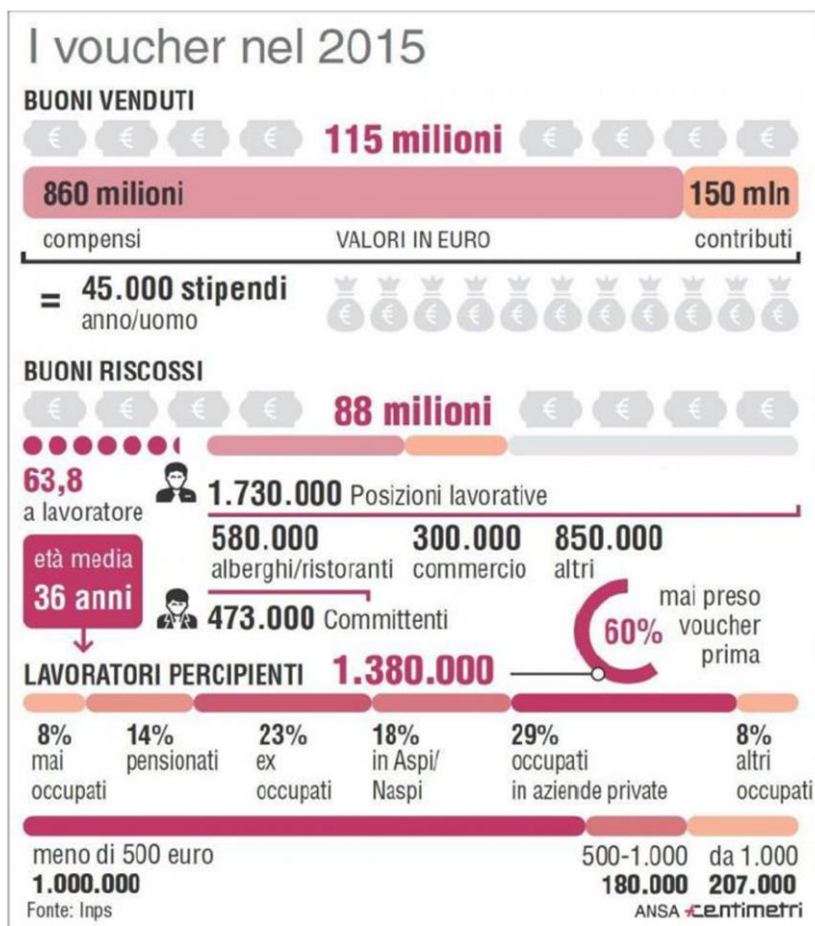 I voucher nel 2015
BUONI VENDUTI
115 milioni
860 milioni
150 mln
compensi
VALORI IN EURO
contributi
= 45.000 stipendi
anno/uomo
BUONI RISCOSSI
88 milioni
63,8
a lavoratore
1.730.000 Posizioni lavorative
580.000
alberghi/ristoranti
300.000
commercio
850.000
altri
età media
36 anni
473.000 Committenti
60%
mai preso
voucher
prima
LAVORATORI PERCIPIENTI 1.380.000
8%
mai
occupati
14%
pensionati
23%
ex
occupati
18%
in Aspi/
Naspi
29%
occupati
in aziende private
8%
altri
occupati
meno di 500 euro
1.000.000
500-1.000
180.000
da 1.000
207.000
Fonte: Inps
ANSA centimetri